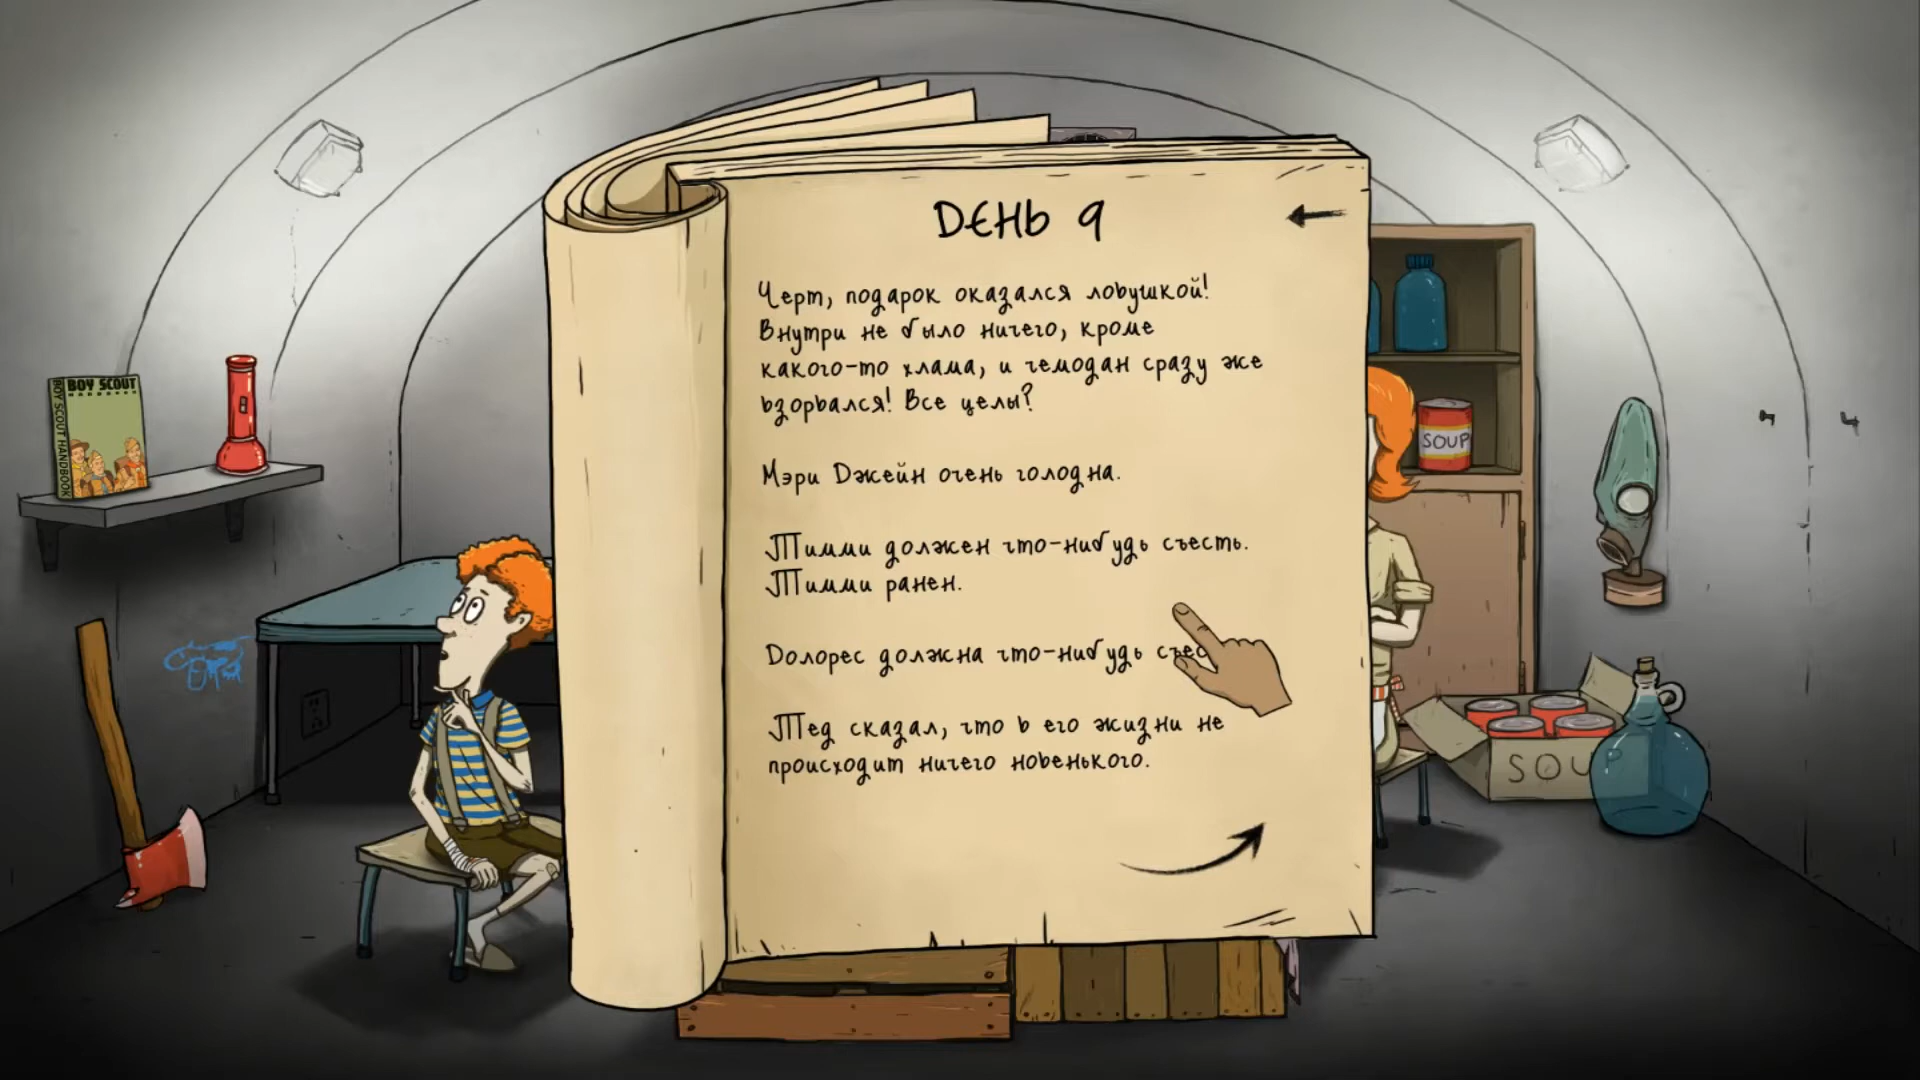 ДЕНЬ 9
Черт, подарок оказался ловушкой!
Внутри не было ничего, кроме
какого-то хлама, и чемодан сразу же
взорвался! Все целы?
Мэри Джейн очень голодна.
Тимми должен что-нибудь съесть.
Тимми ранен.
Долорес должна что-нибудь
Тед сказал, что в его жизни не
происходит ничего новенького.
BOY SCOUT
BOY SCOUT HANDBOOK
SOUP
SOUP